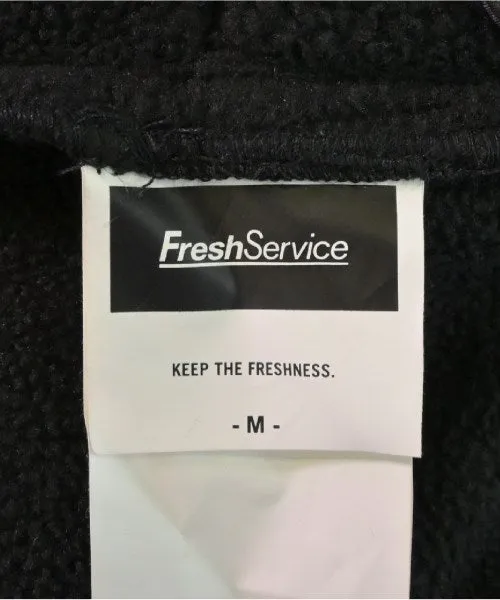 FreshService
KEEP THE FRESHNESS.
- M -